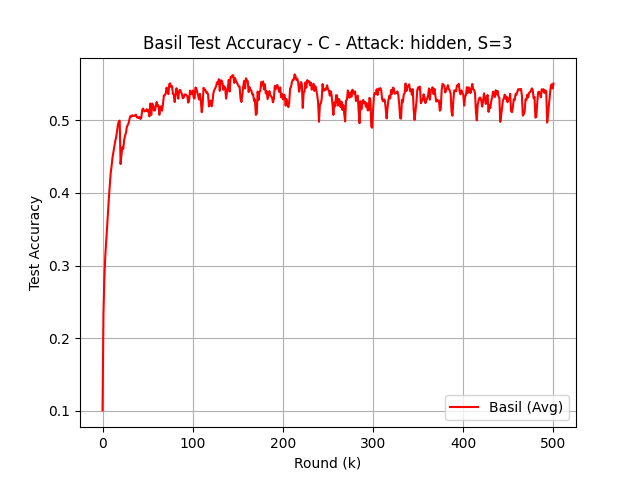 Basil Test Accuracy - C - Attack: hidden, S=3
Test Accuracy
0.5
0.4
0.3
0.2
0.1
Basil (Avg)
0 100 200 300 400 500
Round (k)